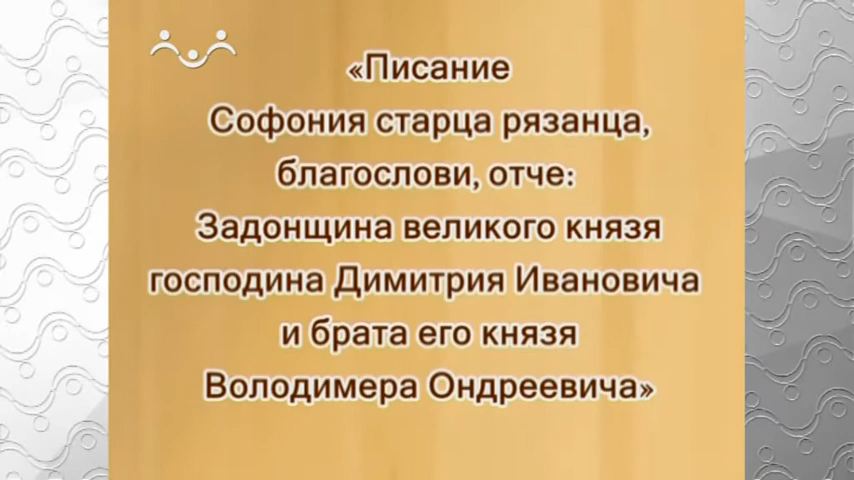 «Писание
Софония старца рязанца,
благослови, отче:
Задонщина великого князя
господина Димитрия Ивановича
и брата его князя
Володимера Ондреевича»